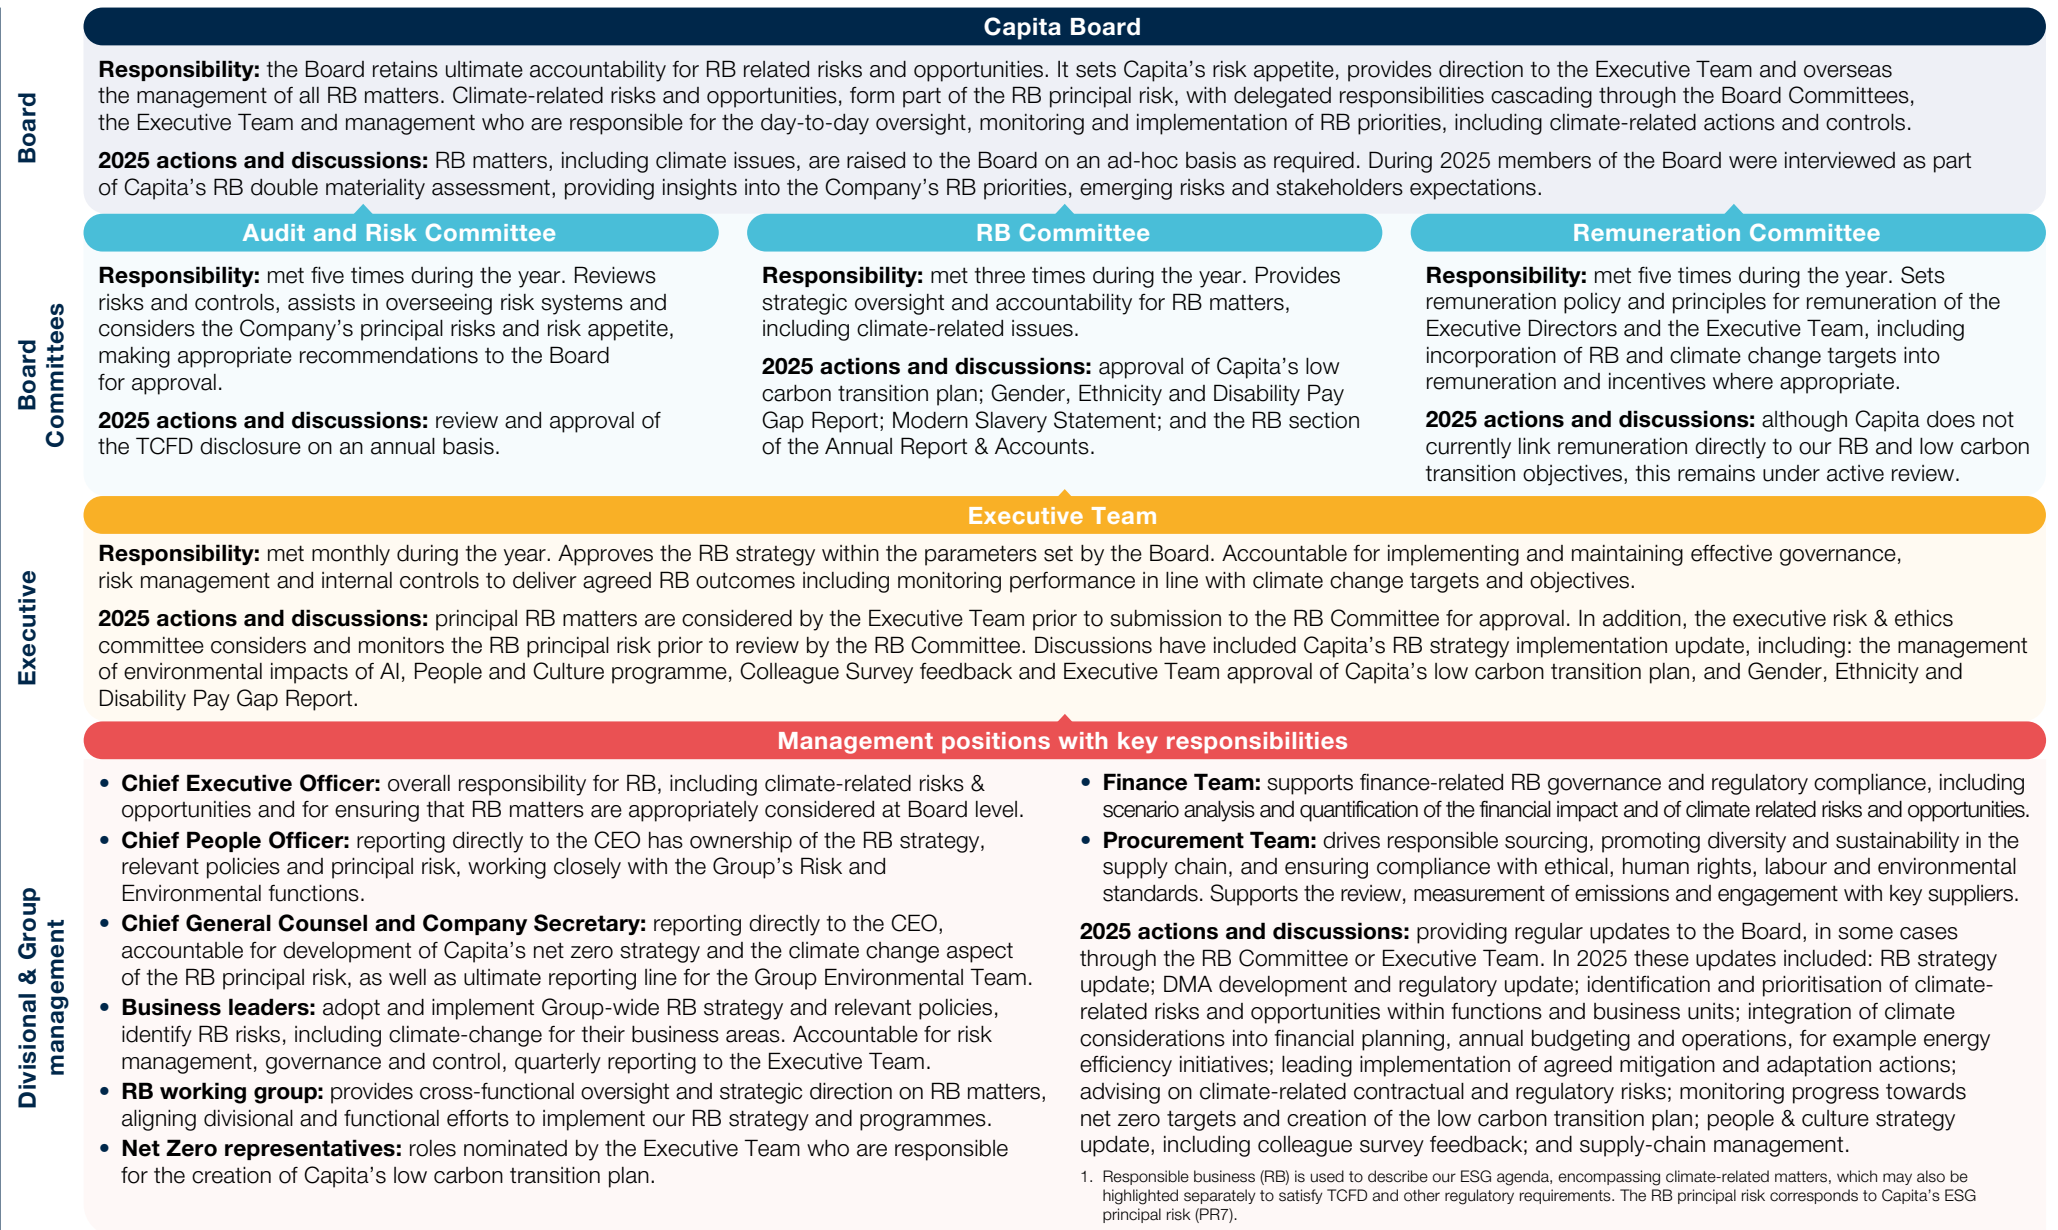 Capita Board
Board
Responsibility: the Board retains ultimate accountability for RB related risks and opportunities. It sets Capita's risk appetite, provides direction to the Executive Team and overseas
the management of all RB matters. Climate-related risks and opportunities, form part of the RB principal risk, with delegated responsibilities cascading through the Board Committees,
the Executive Team and management who are responsible for the day-to-day oversight, monitoring and implementation of RB priorities, including climate-related actions and controls.
2025 actions and discussions: RB matters, including climate issues, are raised to the Board on an ad-hoc basis as required. During 2025 members of the Board were interviewed as part
of Capita's RB double materiality assessment, providing insights into the Company's RB priorities, emerging risks and stakeholders expectations.
Board
Committees
Audit and Risk Committee
Responsibility: met five times during the year. Reviews
risks and controls, assists in overseeing risk systems and
considers the Company's principal risks and risk appetite,
making appropriate recommendations to the Board
for approval.
2025 actions and discussions: review and approval of
the TCFD disclosure on an annual basis.
RB Committee
Responsibility: met three times during the year. Provides
strategic oversight and accountability for RB matters,
including climate-related issues.
2025 actions and discussions: approval of Capita's low
carbon transition plan; Gender, Ethnicity and Disability Pay
Gap Report; Modern Slavery Statement; and the RB section
of the Annual Report & Accounts.
Remuneration Committee
Responsibility: met five times during the year. Sets
remuneration policy and principles for remuneration of the
Executive Directors and the Executive Team, including
incorporation of RB and climate change targets into
remuneration and incentives where appropriate.
2025 actions and discussions: although Capita does not
currently link remuneration directly to our RB and low carbon
transition objectives, this remains under active review.
Executive
Executive Team
Responsibility: met monthly during the year. Approves the RB strategy within the parameters set by the Board. Accountable for implementing and maintaining effective governance,
risk management and internal controls to deliver agreed RB outcomes including monitoring performance in line with climate change targets and objectives.
2025 actions and discussions: principal RB matters are considered by the Executive Team prior to submission to the RB Committee for approval. In addition, the executive risk & ethics
committee considers and monitors the RB principal risk prior to review by the RB Committee. Discussions have included Capita's RB strategy implementation update, including: the management
of environmental impacts of AI, People and Culture programme, Colleague Survey feedback and Executive Team approval of Capita's low carbon transition plan, and Gender, Ethnicity and
Disability Pay Gap Report.
Divisional & Group
management
Management positions with key responsibilities
• Chief Executive Officer: overall responsibility for RB, including climate-related risks &
opportunities and for ensuring that RB matters are appropriately considered at Board level.
• Chief People Officer: reporting directly to the CEO has ownership of the RB strategy,
relevant policies and principal risk, working closely with the Group's Risk and
Environmental functions.
• Chief General Counsel and Company Secretary: reporting directly to the CEO,
accountable for development of Capita's net zero strategy and the climate change aspect
of the RB principal risk, as well as ultimate reporting line for the Group Environmental Team.
• Business leaders: adopt and implement Group-wide RB strategy and relevant policies,
identify RB risks, including climate-change for their business areas. Accountable for risk
management, governance and control, quarterly reporting to the Executive Team.
• RB working group: provides cross-functional oversight and strategic direction on RB matters,
aligning divisional and functional efforts to implement our RB strategy and programmes.
• Net Zero representatives: roles nominated by the Executive Team who are responsible
for the creation of Capita's low carbon transition plan.
• Finance Team: supports finance-related RB governance and regulatory compliance, including
scenario analysis and quantification of the financial impact and of climate related risks and opportunities.
• Procurement Team: drives responsible sourcing, promoting diversity and sustainability in the
supply chain, and ensuring compliance with ethical, human rights, labour and environmental
standards. Supports the review, measurement of emissions and engagement with key suppliers.
2025 actions and discussions: providing regular updates to the Board, in some cases
through the RB Committee or Executive Team. In 2025 these updates included: RB strategy
update; DMA development and regulatory update; identification and prioritisation of climate-
related risks and opportunities within functions and business units; integration of climate
considerations into financial planning, annual budgeting and operations, for example energy
efficiency initiatives; leading implementation of agreed mitigation and adaptation actions;
advising on climate-related contractual and regulatory risks; monitoring progress towards
net zero targets and creation of the low carbon transition plan; people & culture strategy
update, including colleague survey feedback; and supply-chain management.
1. Responsible business (RB) is used to describe our ESG agenda, encompassing climate-related matters, which may also be
highlighted separately to satisfy TCFD and other regulatory requirements. The RB principal risk corresponds to Capita's ESG
principal risk (PR7).